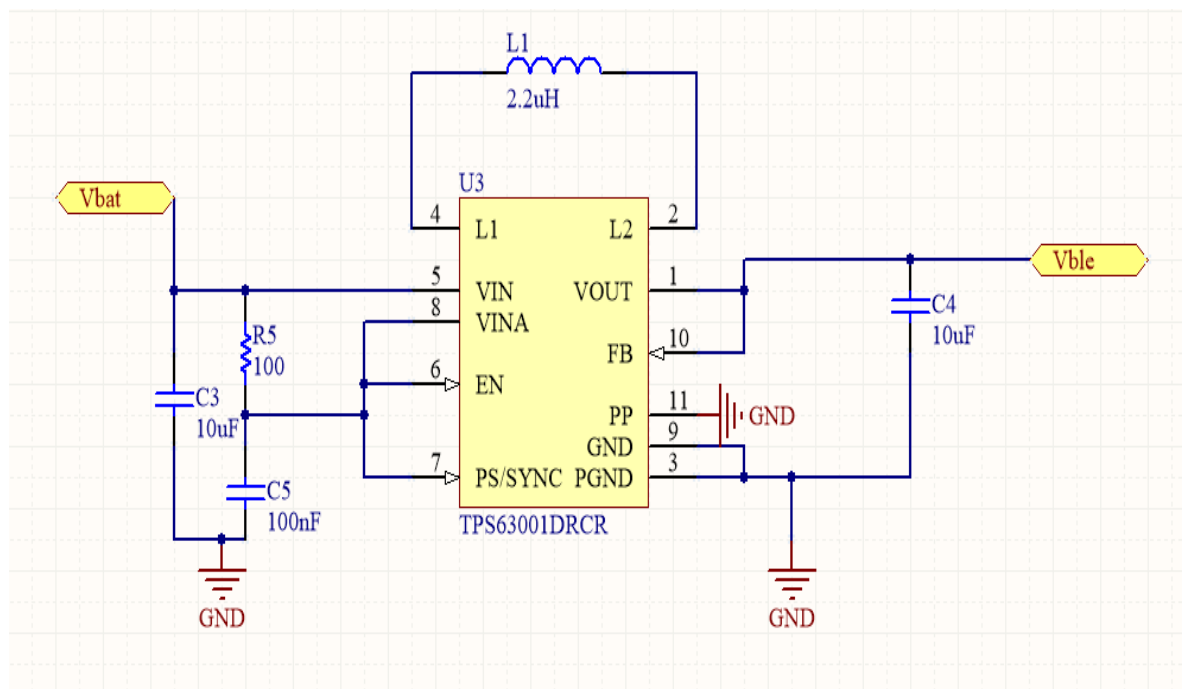 L1
2.2uH
U3
Vbat
4
L1
L2
2
5
VIN
VOUT
1
Vble
8
VINA
C4
10uF
R5
100
FB
10
6
EN
C3
10uF
PP
11
GND
GND
9
7
PS/SYNC
PGND
3
C5
100nF
TPS63001DRCR
GND
GND